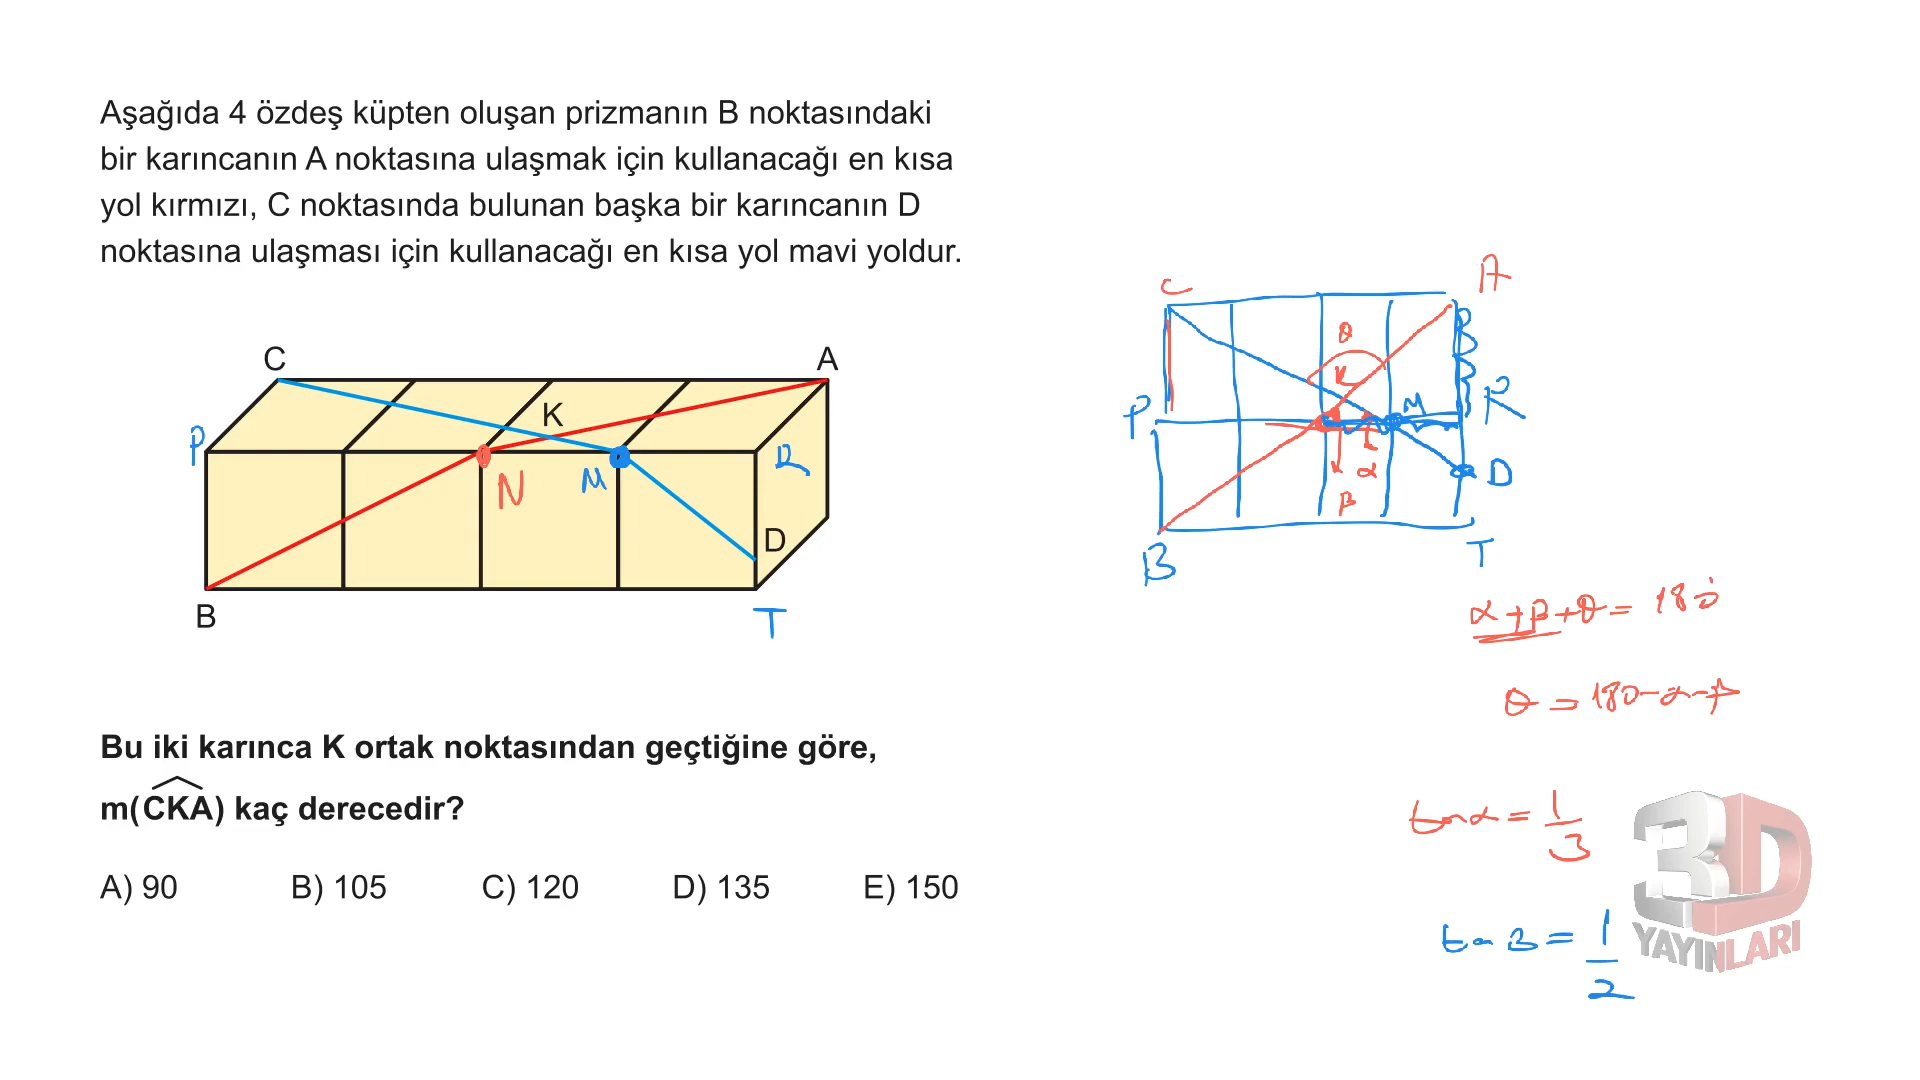 Aşağıda 4 özdeş küpten oluşan prizmanın B noktasındaki
bir karıncanın A noktasına ulaşmak için kullanacağı en kısa
yol kırmızı, C noktasında bulunan başka bir karıncanın D
noktasına ulaşması için kullanacağı en kısa yol mavi yoldur.
C A
K
P R
N M
D
B T
C A
θ
K
P M R
α
D
β
B T
α + β + θ = 180
θ = 180 - α - β
Bu iki karınca K ortak noktasından geçtiğine göre,
m(CKA) kaç derecedir?
tan α = 1/3
A) 90 B) 105 C) 120 D) 135 E) 150
tan β = 1/2
3D
YAYINLARI